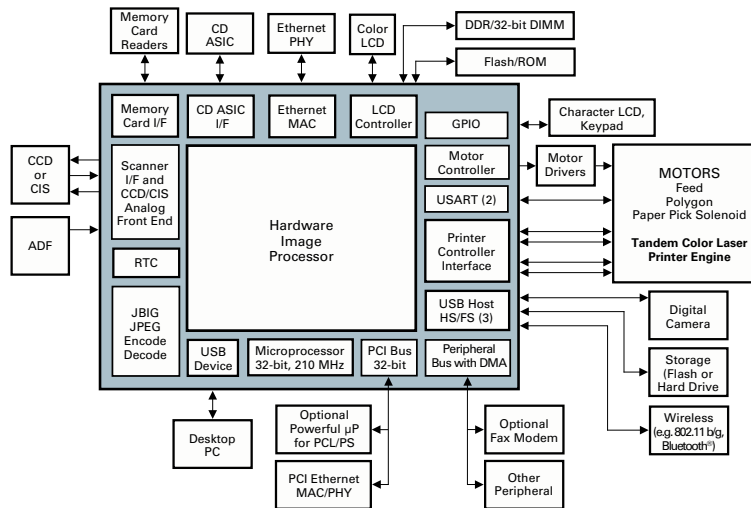 Memory
Card
Readers
CD
ASIC
Ethernet
PHY
Color
LCD
DDR/32-bit DIMM
Flash/ROM
Memory
Card I/F
CD ASIC
I/F
Ethernet
MAC
LCD
Controller
GPIO
Character LCD,
Keypad
CCD
or
CIS
Scanner
I/F and
CCD/CIS
Analog
Front End
Motor
Controller
Motor
Drivers
MOTORS
Feed
Polygon
Paper Pick Solenoid
Tandem Color Laser
Printer Engine
USART (2)
Hardware
Image
Processor
ADF
Printer
Controller
Interface
RTC
JBIG
JPEG
Encode
Decode
USB Host
HS/FS (3)
Digital
Camera
USB
Device
Microprocessor
32-bit, 210 MHz
PCI Bus
32-bit
Peripheral
Bus with DMA
Storage
(Flash or
Hard Drive
Desktop
PC
Optional
Powerful µP
for PCL/PS
Optional
Fax Modem
Wireless
(e.g. 802.11 b/g,
Bluetooth®)
PCI Ethernet
MAC/PHY
Other
Peripheral